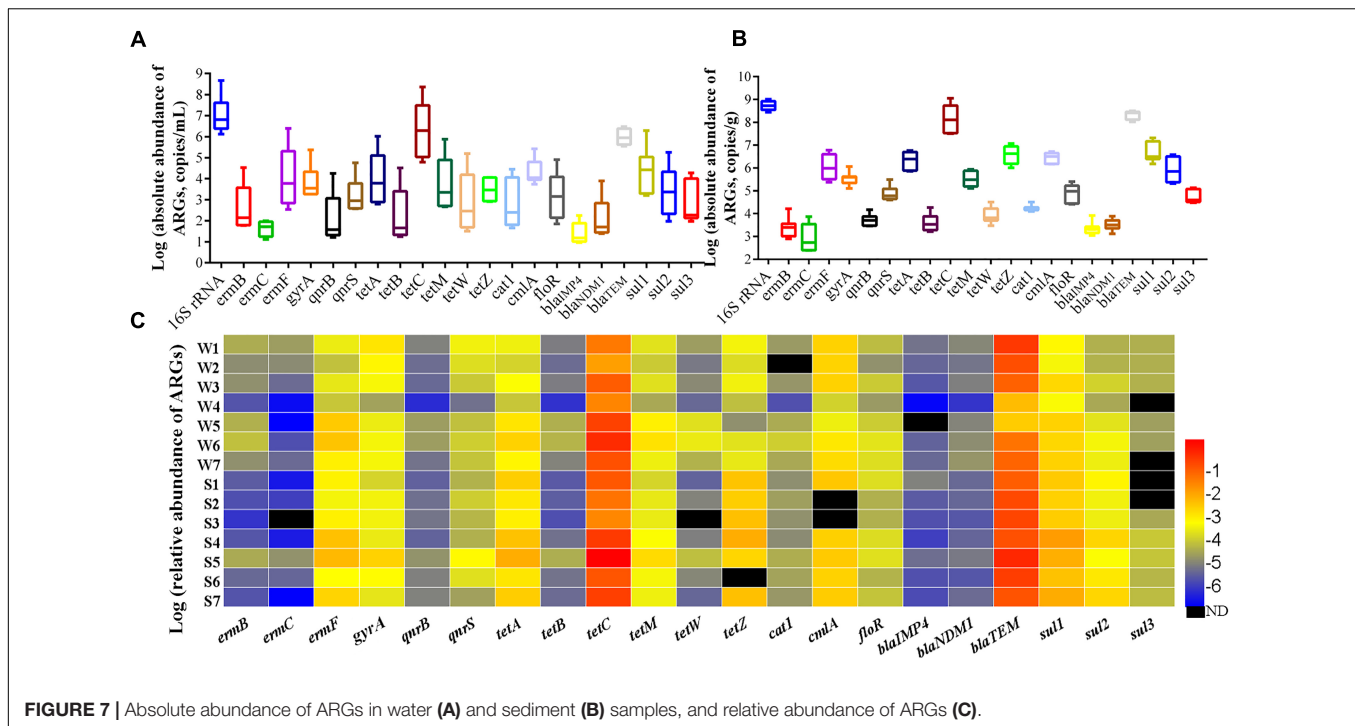 A
Log (absolute abundance of
ARGs, copies/mL)
9
8
7
6
5
4
3
2
1
0
16S rRNA
ermB
ermC
ermF
gyrA
qnrB
qnrS
tetA
tetB
tetC
tetM
tetW
tetZ
cat1
cmlA
floR
blaIMP4
blaNDM1
blaTEM
sul1
sul2
sul3
B
Log (absolute abundance of
ARGs, copies/g)
10
9
8
7
6
5
4
3
2
16S rRNA
ermB
ermC
ermF
gyrA
qnrB
qnrS
tetA
tetB
tetC
tetM
tetW
tetZ
cat1
cmlA
floR
blaIMP4
blaNDM1
blaTEM
sul1
sul2
sul3
C
Log (relative abundance of ARGs)
W1
W2
W3
W4
W5
W6
W7
S1
S2
S3
S4
S5
S6
S7
ermB
ermC
ermF
gyrA
qnrB
qnrS
tetA
tetB
tetC
tetM
tetW
tetZ
cat1
cmlA
floR
blaIMP4
blaNDM1
blaTEM
sul1
sul2
sul3
-1
-2
-3
-4
-5
-6
ND
FIGURE 7 | Absolute abundance of ARGs in water (A) and sediment (B) samples, and relative abundance of ARGs (C).